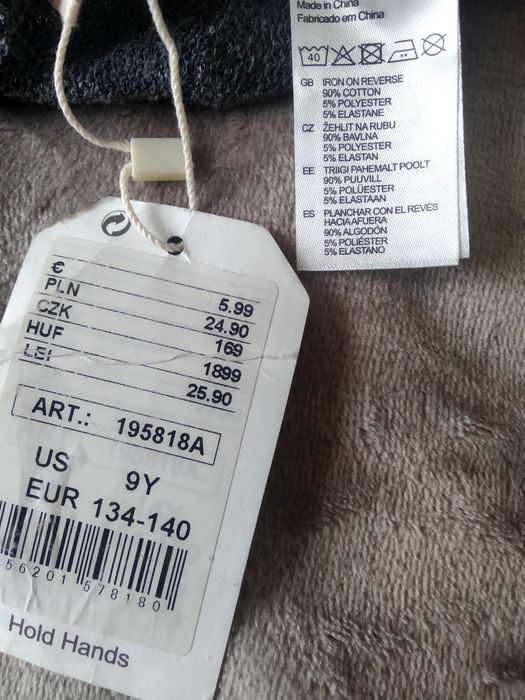 Made in China
Fabricado em China
40
GB IRON ON REVERSE
90% COTTON
5% POLYESTER
5% ELASTANE
CZ ŽEHLIT NA RUBU
90% BAVLNA
5% POLYESTER
5% ELASTAN
EE TRIIGI PAHEMALT POOLT
90% PUUVILL
5% POLÜESTER
5% ELASTAAN
ES PLANCHAR CON EL REVÉS
HACIA AFUERA
90% ALGODÓN
5% POLIÉSTER
5% ELASTANO
€ 5.99
PLN 24.90
CZK 169
HUF 1899
LEI 25.90
ART.: 195818A
US 9Y
EUR 134-140
56201 578180
Hold Hands